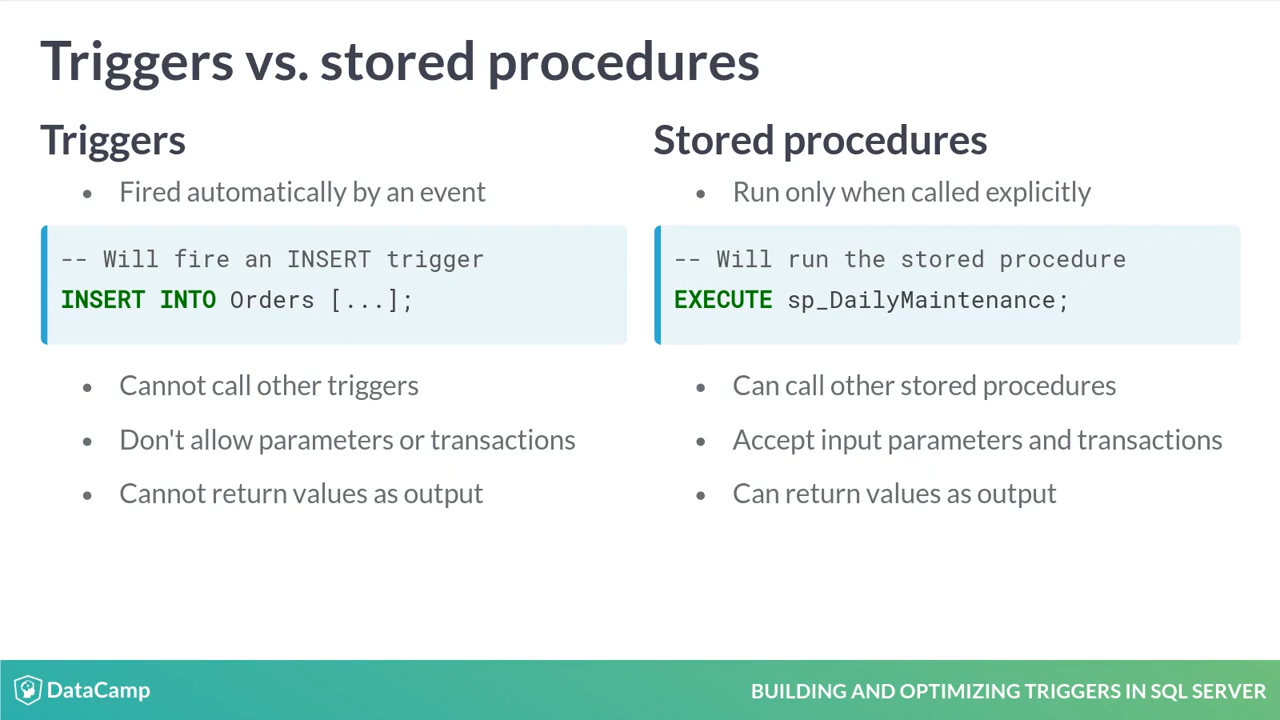 Triggers vs. stored procedures
Triggers
• Fired automatically by an event
-- Will fire an INSERT trigger
INSERT INTO Orders [...];
• Cannot call other triggers
• Don't allow parameters or transactions
• Cannot return values as output
Stored procedures
• Run only when called explicitly
-- Will run the stored procedure
EXECUTE sp_DailyMaintenance;
• Can call other stored procedures
• Accept input parameters and transactions
• Can return values as output
DataCamp
BUILDING AND OPTIMIZING TRIGGERS IN SQL SERVER